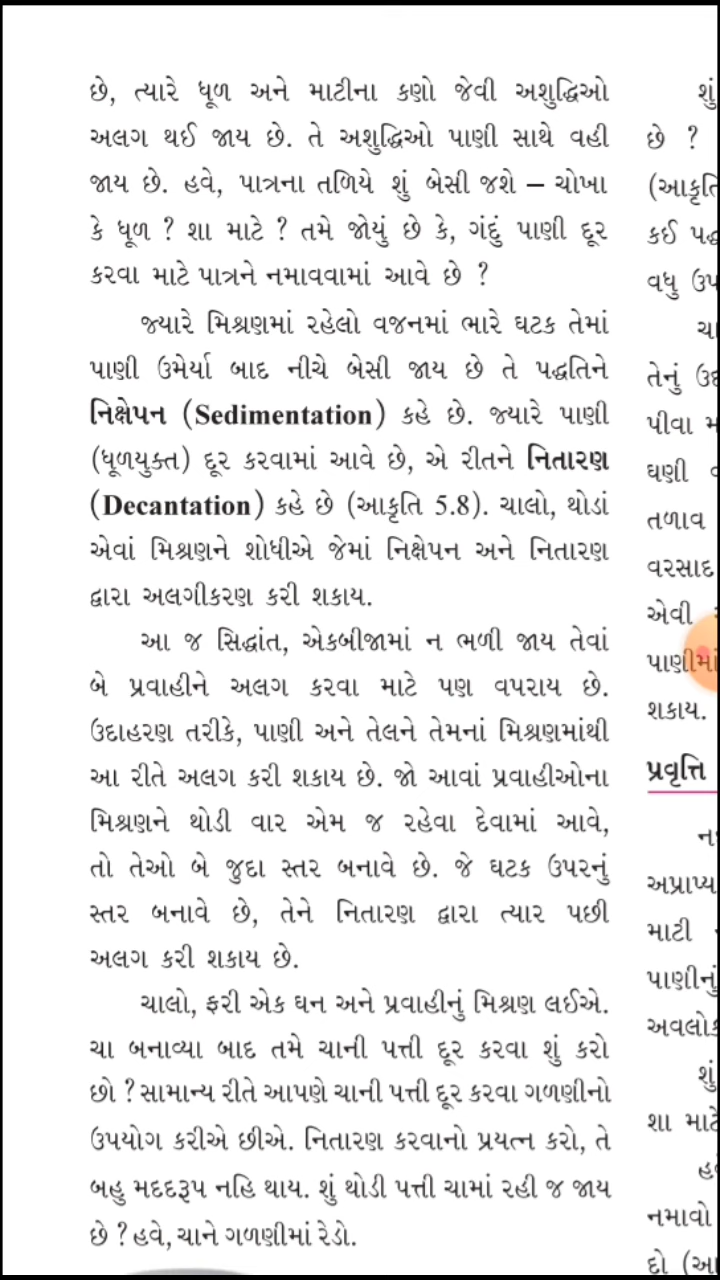 છે, ત્યારે ધૂળ અને માટીના કણો જેવી અશુદ્ધિઓ
અલગ થઈ જાય છે. તે અશુદ્ધિઓ પાણી સાથે વહી
જાય છે. હવે, પાત્રના તળિયે શું બેસી જશે – ચોખા
કે ધૂળ ? શા માટે ? તમે જોયું છે કે, ગંદું પાણી દૂર
કરવા માટે પાત્રને નમાવવામાં આવે છે ?
જ્યારે મિશ્રણમાં રહેલો વજનમાં ભારે ઘટક તેમાં
પાણી ઉમેર્યા બાદ નીચે બેસી જાય છે તે પદ્ધતિને
નિક્ષેપન (Sedimentation) કહે છે. જ્યારે પાણી
(ધૂળયુક્ત) દૂર કરવામાં આવે છે, એ રીતને નિતારણ
(Decantation) કહે છે (આકૃતિ 5.8). ચાલો, થોડાં
એવાં મિશ્રણને શોધીએ જેમાં નિક્ષેપન અને નિતારણ
દ્વારા અલગીકરણ કરી શકાય.
આ જ સિદ્ધાંત, એકબીજામાં ન ભળી જાય તેવાં
બે પ્રવાહીને અલગ કરવા માટે પણ વપરાય છે.
ઉદાહરણ તરીકે, પાણી અને તેલને તેમનાં મિશ્રણમાંથી
આ રીતે અલગ કરી શકાય છે. જો આવાં પ્રવાહીઓના
મિશ્રણને થોડી વાર એમ જ રહેવા દેવામાં આવે,
તો તેઓ બે જુદા સ્તર બનાવે છે. જે ઘટક ઉપરનું
સ્તર બનાવે છે, તેને નિતારણ દ્વારા ત્યાર પછી
અલગ કરી શકાય છે.
ચાલો, ફરી એક ઘન અને પ્રવાહીનું મિશ્રણ લઈએ.
ચા બનાવ્યા બાદ તમે ચાની પત્તી દૂર કરવા શું કરો
છો ? સામાન્ય રીતે આપણે ચાની પત્તી દૂર કરવા ગળણીનો
ઉપયોગ કરીએ છીએ. નિતારણ કરવાનો પ્રયત્ન કરો, તે
બહુ મદદરૂપ નહિ થાય. શું થોડી પત્તી ચામાં રહી જ જાય
છે ? હવે, ચાને ગળણીમાં રેડો.
શું
છે ?
કઈ
વધુ
તેનું
પીવા
ઘણી
તળાવ
વરસાદ
એવી
શકાય.
પ્રવૃત્તિ
અપ્રાપ્ય
માટી
પાણીનું
શું
શા માટે
નમાવો
દો